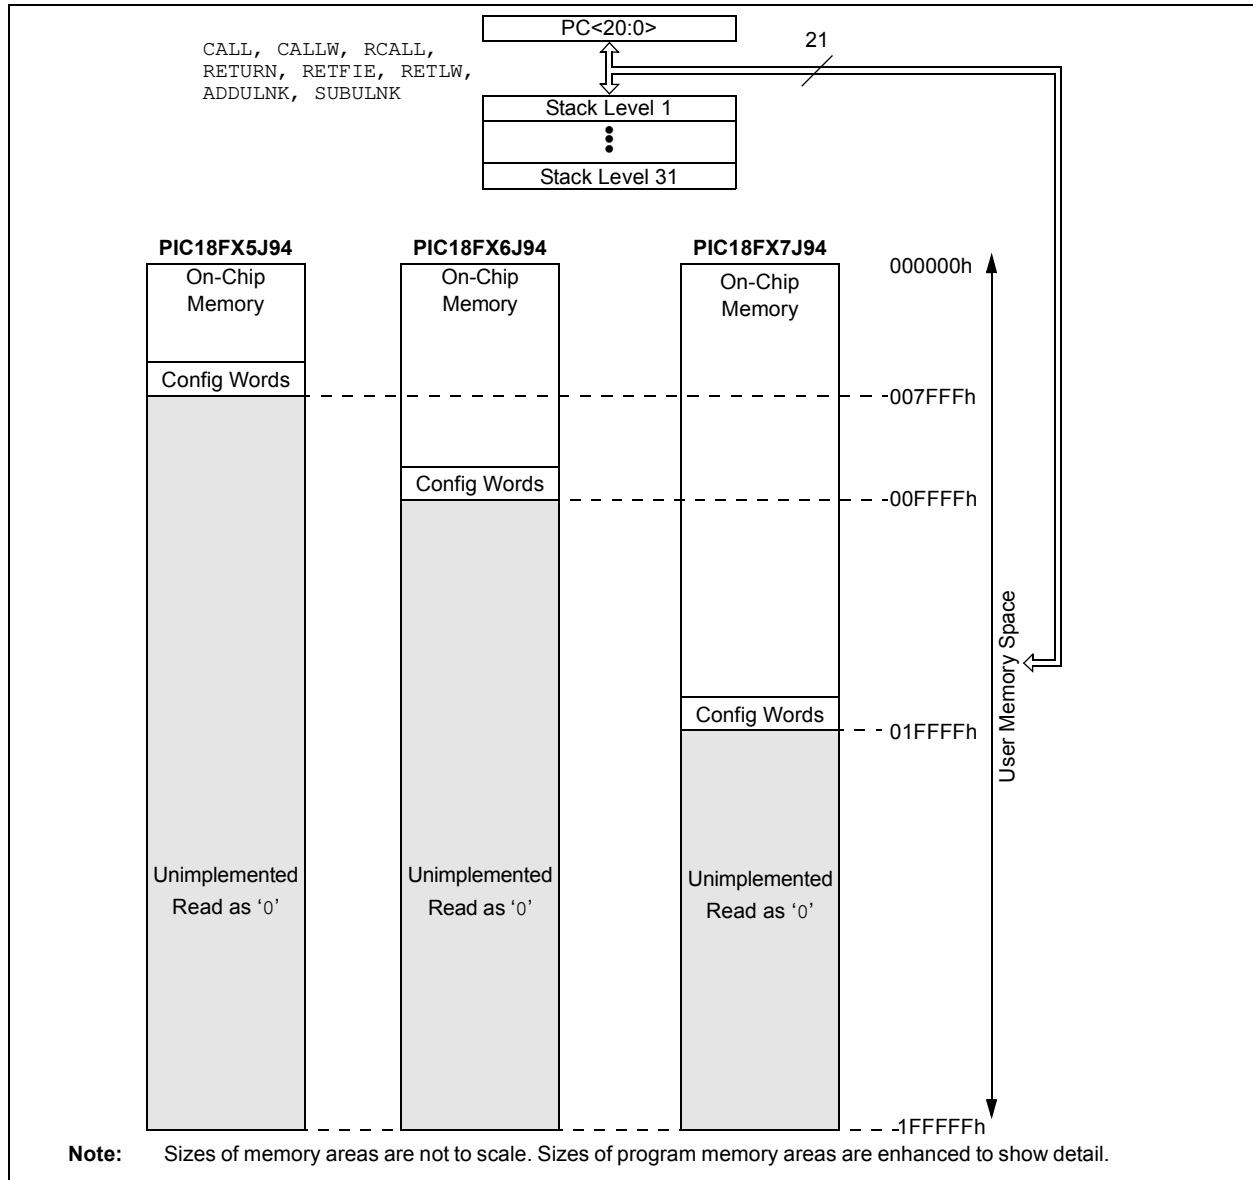 PC<20:0>
21
CALL, CALLW, RCALL,
RETURN, RETFIE, RETLW,
ADDULNK, SUBULNK
Stack Level 1
Stack Level 31
PIC18FX5J94
On-Chip
Memory
Config Words
Unimplemented
Read as ‘0’
PIC18FX6J94
On-Chip
Memory
Config Words
Unimplemented
Read as ‘0’
PIC18FX7J94
On-Chip
Memory
Config Words
Unimplemented
Read as ‘0’
000000h
007FFFh
00FFFFh
01FFFFh
1FFFFFh
User Memory Space
Note: Sizes of memory areas are not to scale. Sizes of program memory areas are enhanced to show detail.